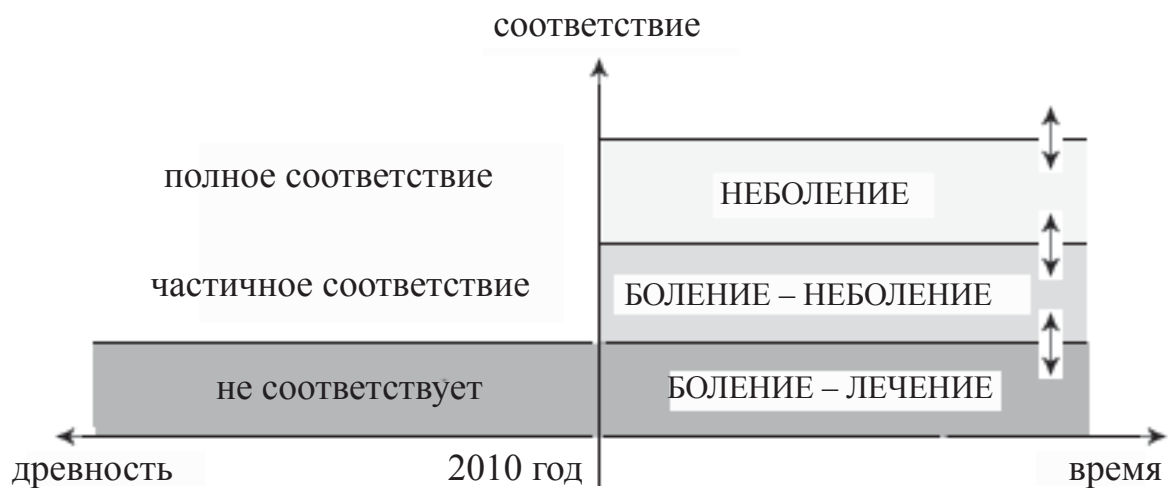 соответствие
полное соответствие
НЕБОЛЕНИЕ
частичное соответствие
БОЛЕНИЕ – НЕБОЛЕНИЕ
не соответствует
БОЛЕНИЕ – ЛЕЧЕНИЕ
древность
2010 год
время